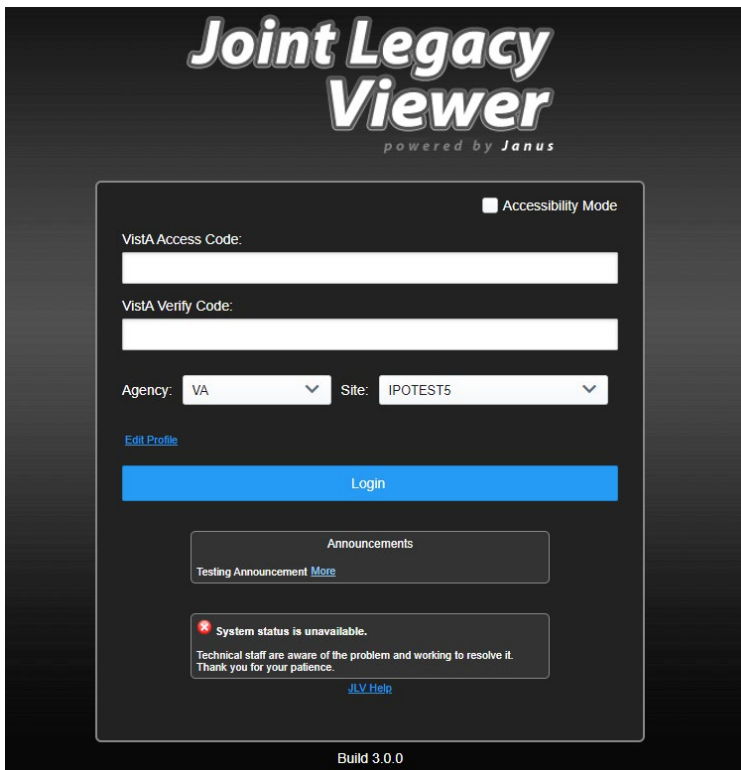 Joint Legacy
Viewer
powered by Janus
Accessibility Mode
VistA Access Code:
VistA Verify Code:
Agency: VA Site: IPOTEST5
Edit Profile
Login
Announcements
Testing Announcement More
System status is unavailable.
Technical staff are aware of the problem and working to resolve it.
Thank you for your patience.
JLV Help
Build 3.0.0